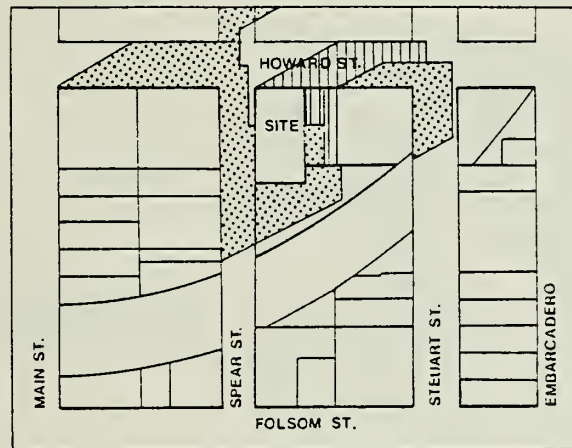 HOWARD ST.
SITE
MAIN ST.
SPEAR ST.
STEUART ST.
EMBARCADERO
FOLSOM ST.